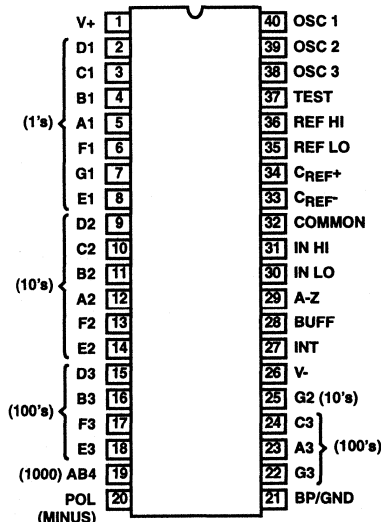 V+ 1 40 OSC 1
D1 2 39 OSC 2
C1 3 38 OSC 3
B1 4 37 TEST
(1's) A1 5 36 REF HI
F1 6 35 REF LO
G1 7 34 CREF+
E1 8 33 CREF-
D2 9 32 COMMON
C2 10 31 IN HI
(10's) B2 11 30 IN LO
A2 12 29 A-Z
F2 13 28 BUFF
E2 14 27 INT
D3 15 26 V-
(100's) B3 16 25 G2 (10's)
F3 17 24 C3
E3 18 23 A3 (100's)
(1000) AB4 19 22 G3
POL 20 21 BP/GND
(MINUS)